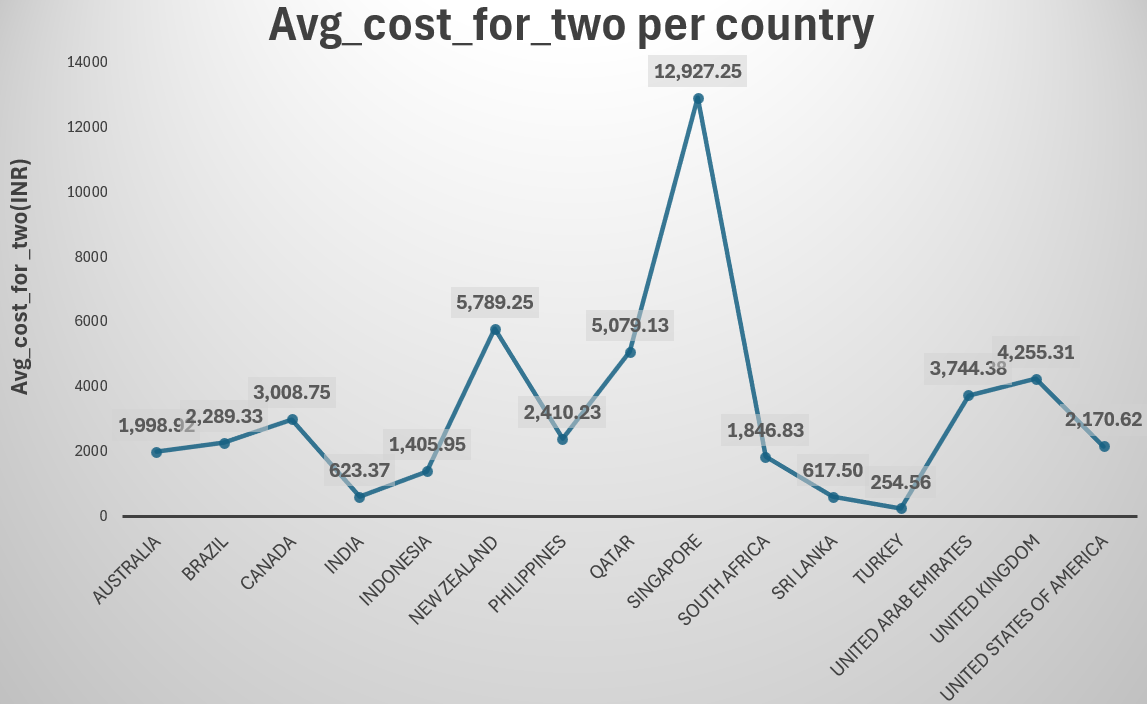 Avg_cost_for_two per country
Avg_cost_for _two(INR)
14000
12000
10000
8000
6000
4000
2000
0
1,998.92
2,289.33
3,008.75
623.37
1,405.95
5,789.25
2,410.23
5,079.13
12,927.25
1,846.83
617.50
254.56
3,744.38
4,255.31
2,170.62
AUSTRALIA
BRAZIL
CANADA
INDIA
INDONESIA
NEW ZEALAND
PHILIPPINES
QATAR
SINGAPORE
SOUTH AFRICA
SRI LANKA
TURKEY
UNITED ARAB EMIRATES
UNITED KINGDOM
UNITED STATES OF AMERICA